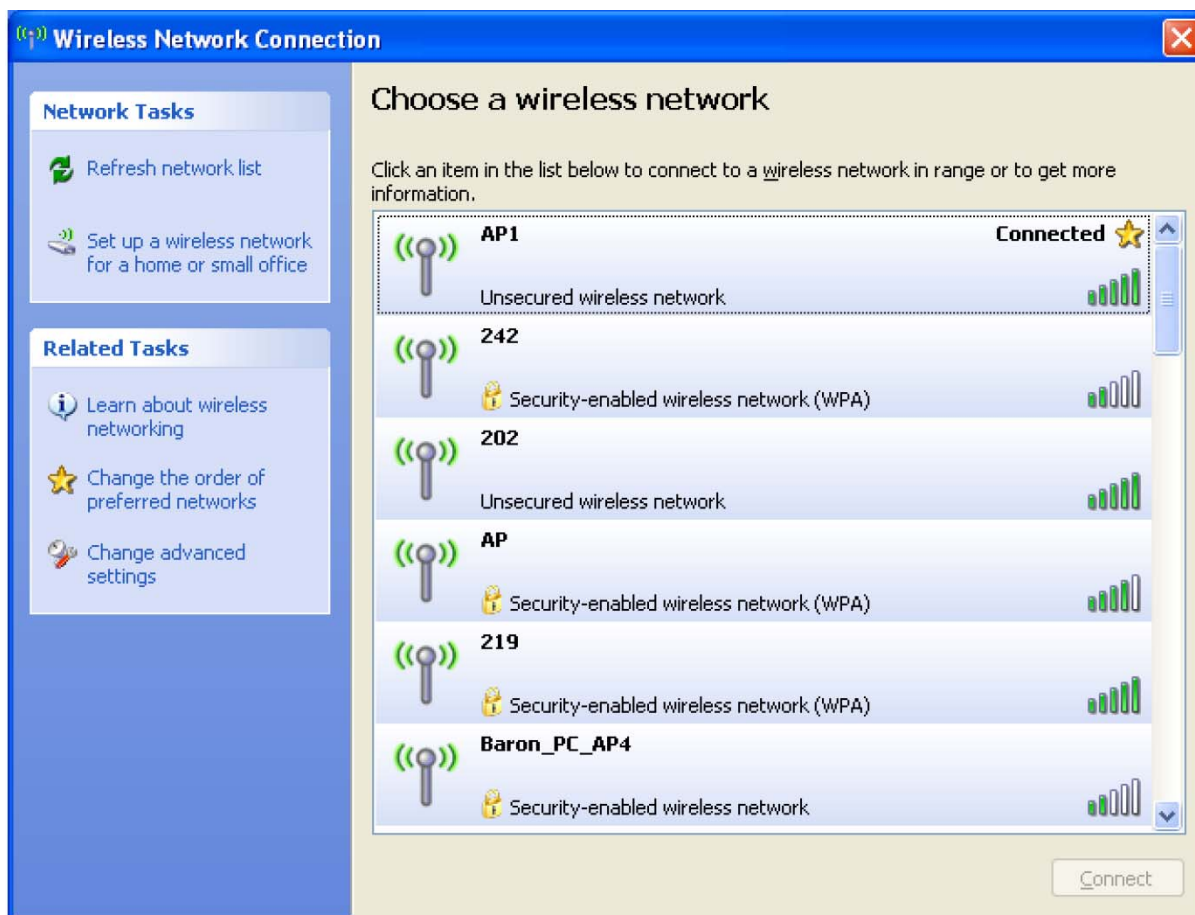 Wireless Network Connection
Network Tasks
Refresh network list
Set up a wireless network
for a home or small office
Related Tasks
Learn about wireless
networking
Change the order of
preferred networks
Change advanced
settings
Choose a wireless network
Click an item in the list below to connect to a wireless network in range or to get more
information.
AP1 Connected
Unsecured wireless network
242
Security-enabled wireless network (WPA)
202
Unsecured wireless network
AP
Security-enabled wireless network (WPA)
219
Security-enabled wireless network (WPA)
Baron_PC_AP4
Security-enabled wireless network
Connect